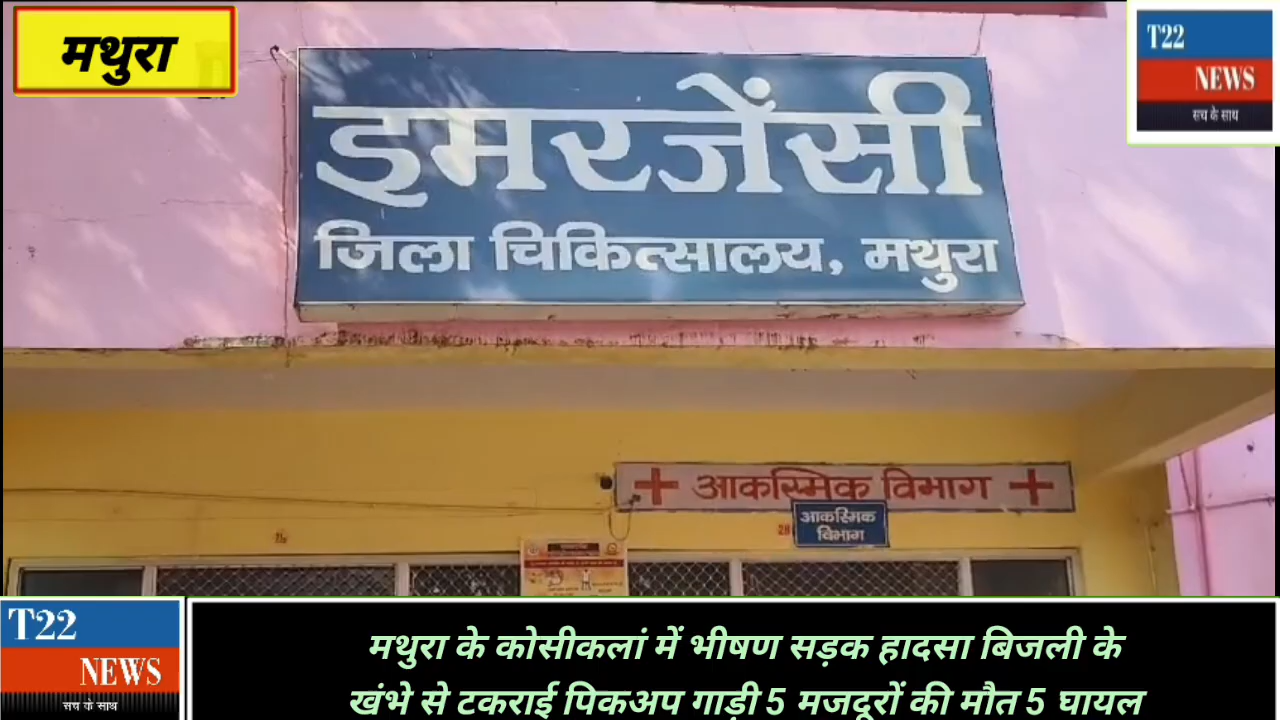 मथुरा
T22
NEWS
सच के साथ
इमरजेंसी
जिला चिकित्सालय, मथुरा
आकस्मिक विभाग
28
आकस्मिक
विभाग
T22
NEWS
सच के साथ
मथुरा के कोसीकलां में भीषण सड़क हादसा बिजली के
खंभे से टकराई पिकअप गाड़ी 5 मजदूरों की मौत 5 घायल